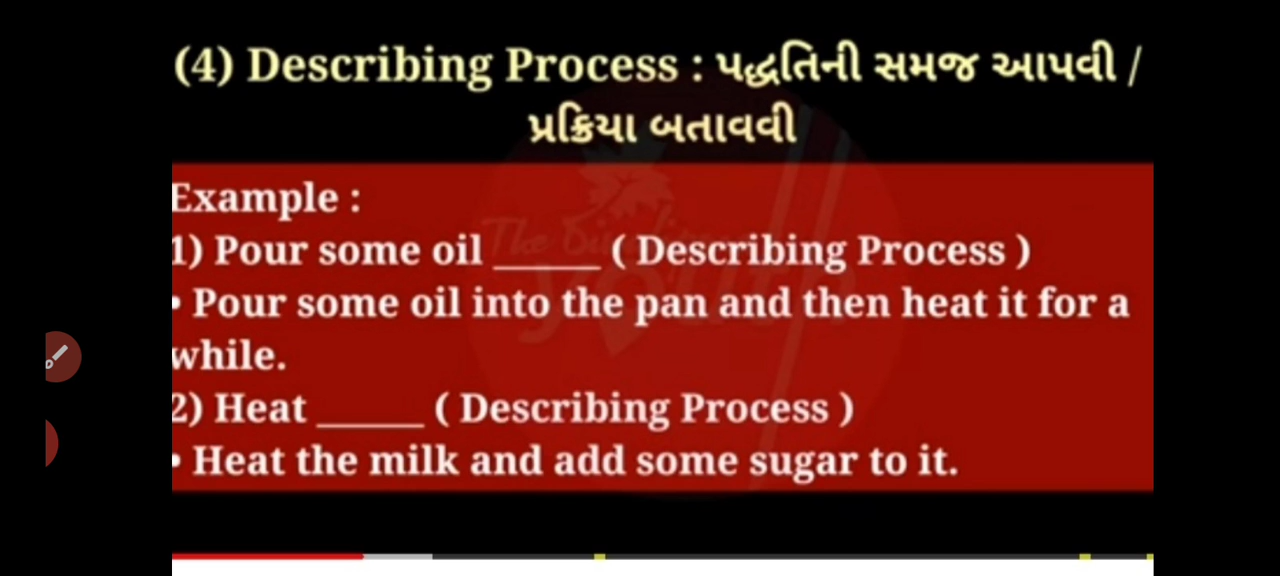 (4) Describing Process : પદ્ધતિની સમજ આપવી /
પ્રક્રિયા બતાવવી
Example :
1) Pour some oil ______ ( Describing Process )
• Pour some oil into the pan and then heat it for a
while.
2) Heat ______ ( Describing Process )
• Heat the milk and add some sugar to it.